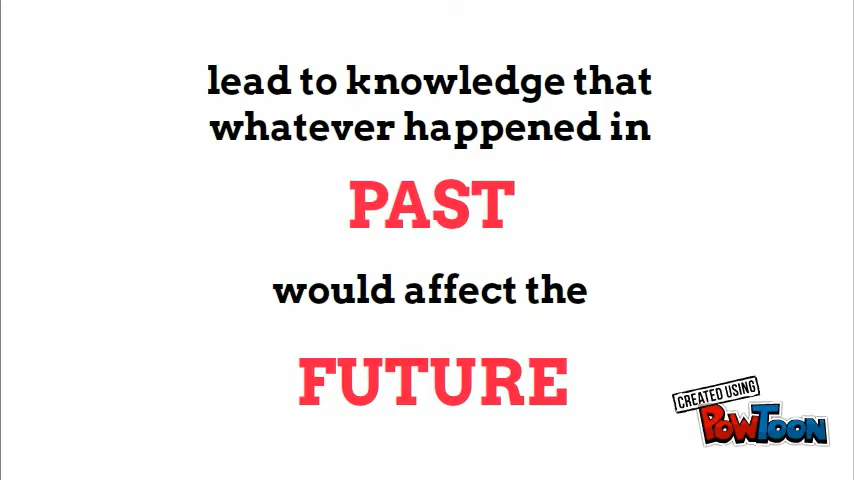 lead to knowledge that
whatever happened in
PAST
would affect the
FUTURE
CREATED USING
POWTOON